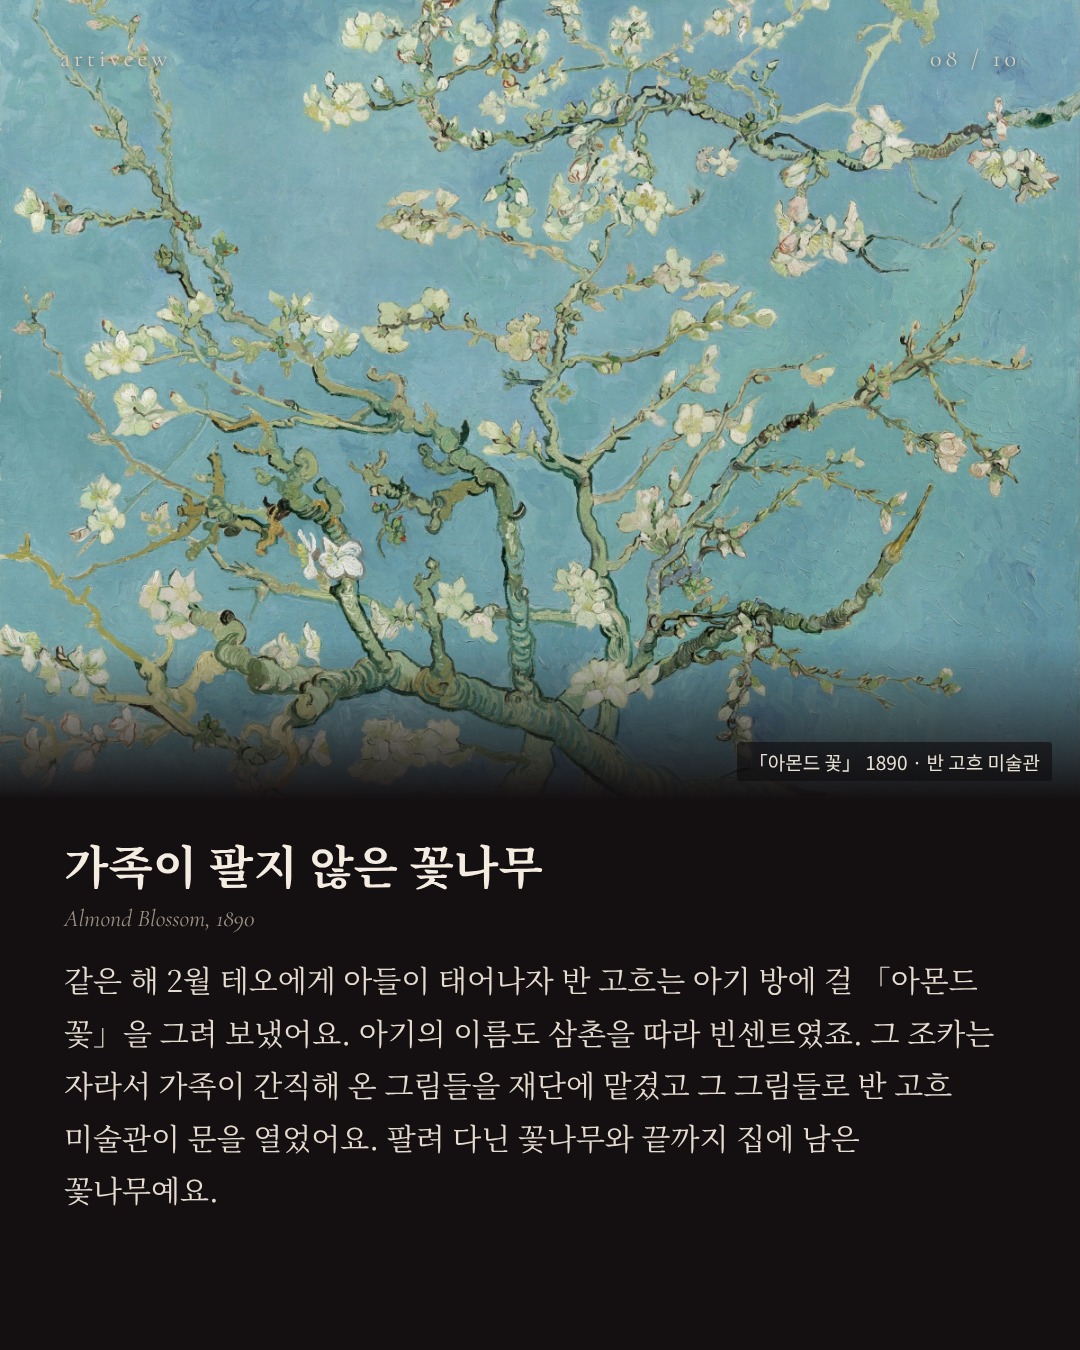 artiveew
08 / 10
「아몬드 꽃」 1890 · 반 고흐 미술관
가족이 팔지 않은 꽃나무
Almond Blossom, 1890
같은 해 2월 테오에게 아들이 태어나자 반 고흐는 아기 방에 걸 「아몬드
꽃」을 그려 보냈어요. 아기의 이름도 삼촌을 따라 빈센트였죠. 그 조카는
자라서 가족이 간직해 온 그림들을 재단에 맡겼고 그 그림들로 반 고흐
미술관이 문을 열었어요. 팔려 다닌 꽃나무와 끝까지 집에 남은
꽃나무예요.